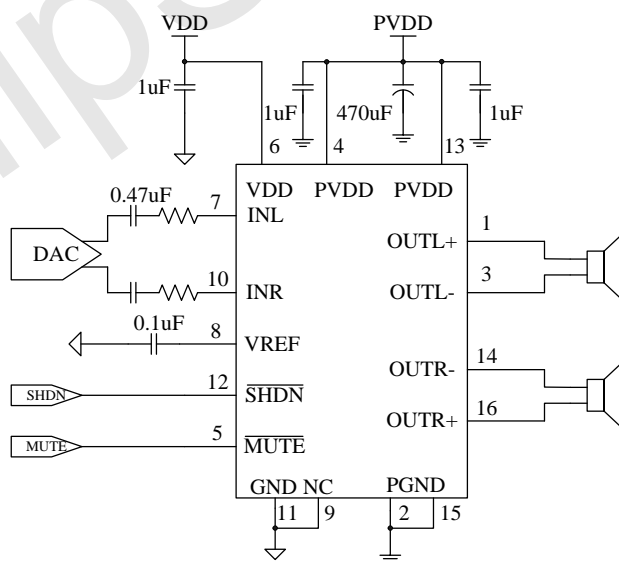 VDD PVDD
1uF 1uF 470uF 1uF
6 4 13
VDD PVDD PVDD
0.47uF 7 INL
1 OUTL+
DAC
3 OUTL-
10 INR
0.1uF 8 VREF
14 OUTR-
SHDN 12 SHDN
16 OUTR+
MUTE 5 MUTE
GND NC PGND
11 9 2 15